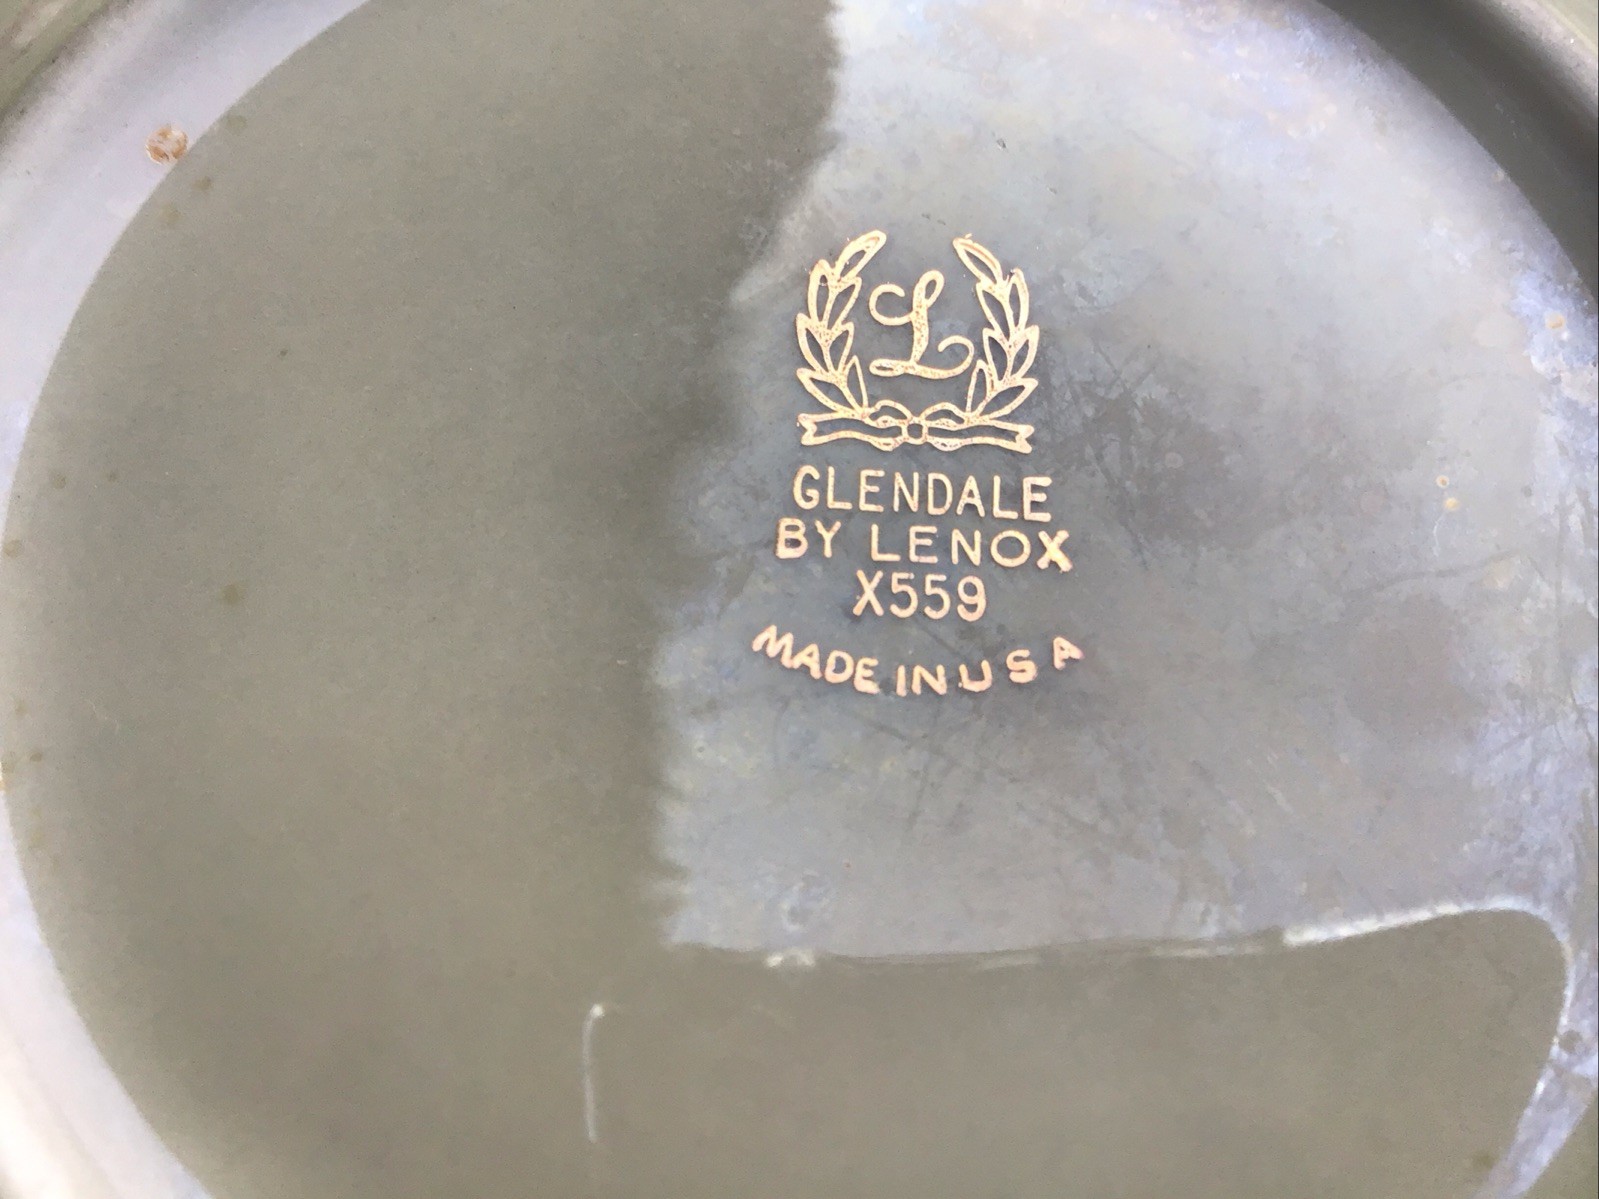 L
GLENDALE
BY LENOX
X559
MADE IN USA